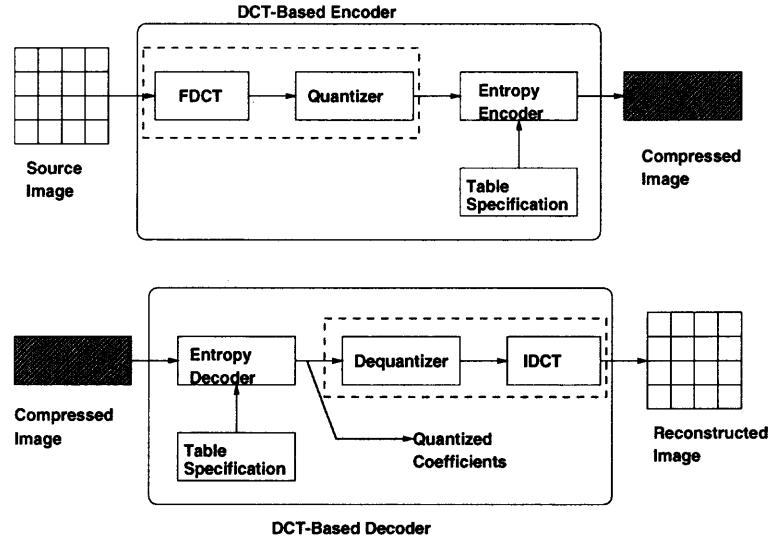 DCT-Based Encoder
FDCT
Quantizer
Entropy
Encoder
Source
Image
Compressed
Image
Table
Specification
Entropy
Decoder
Dequantizer
IDCT
Compressed
Image
Table
Specification
Quantized
Coefficients
Reconstructed
Image
DCT-Based Decoder